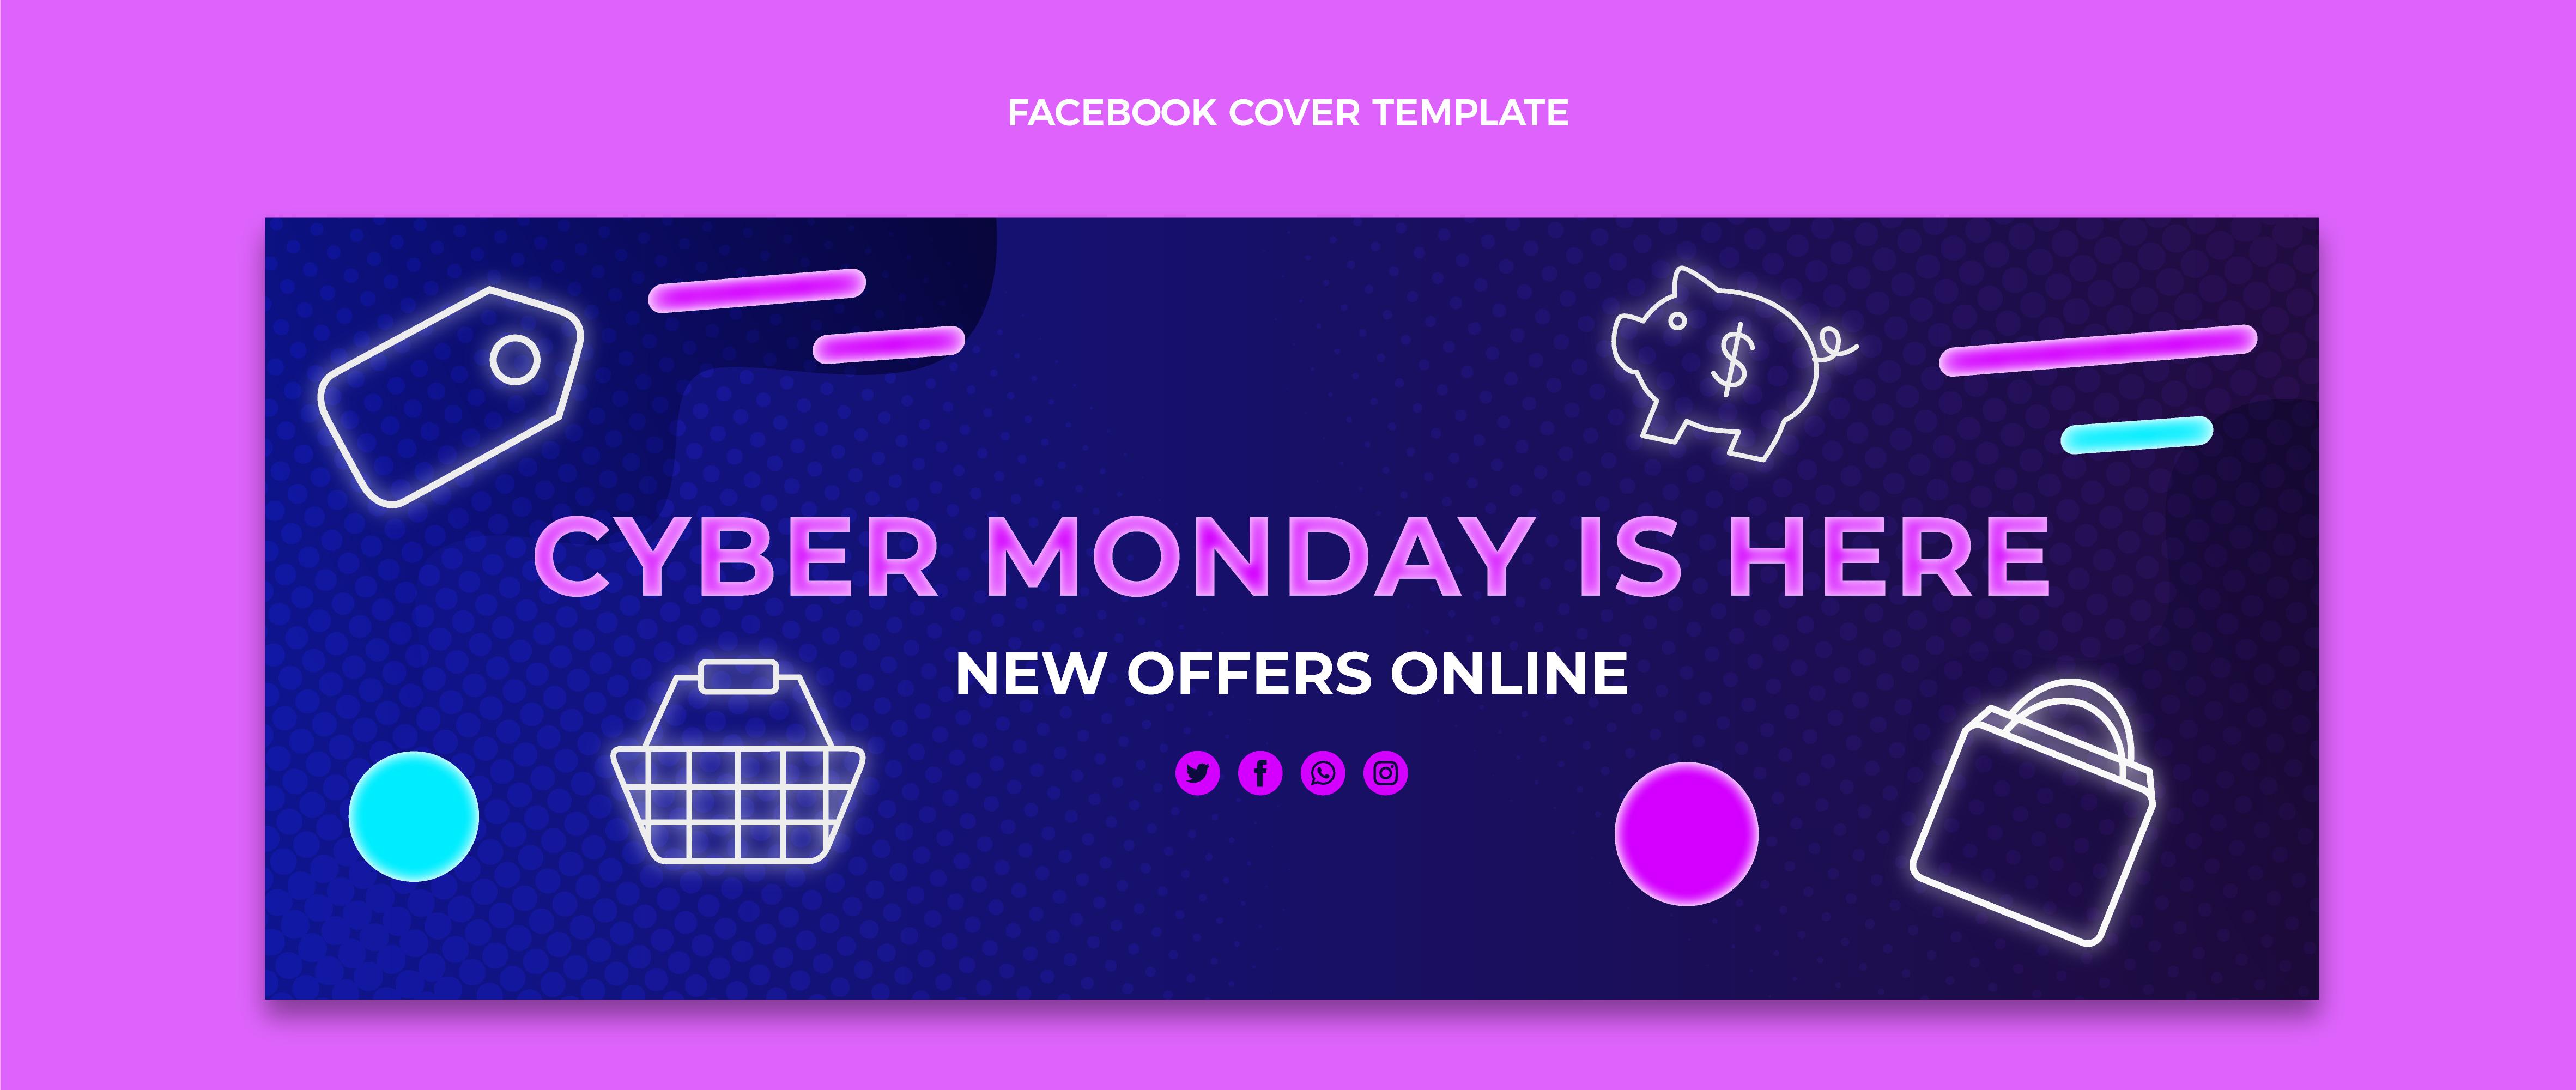 FACEBOOK COVER TEMPLATE
$
CYBER MONDAY IS HERE
NEW OFFERS ONLINE